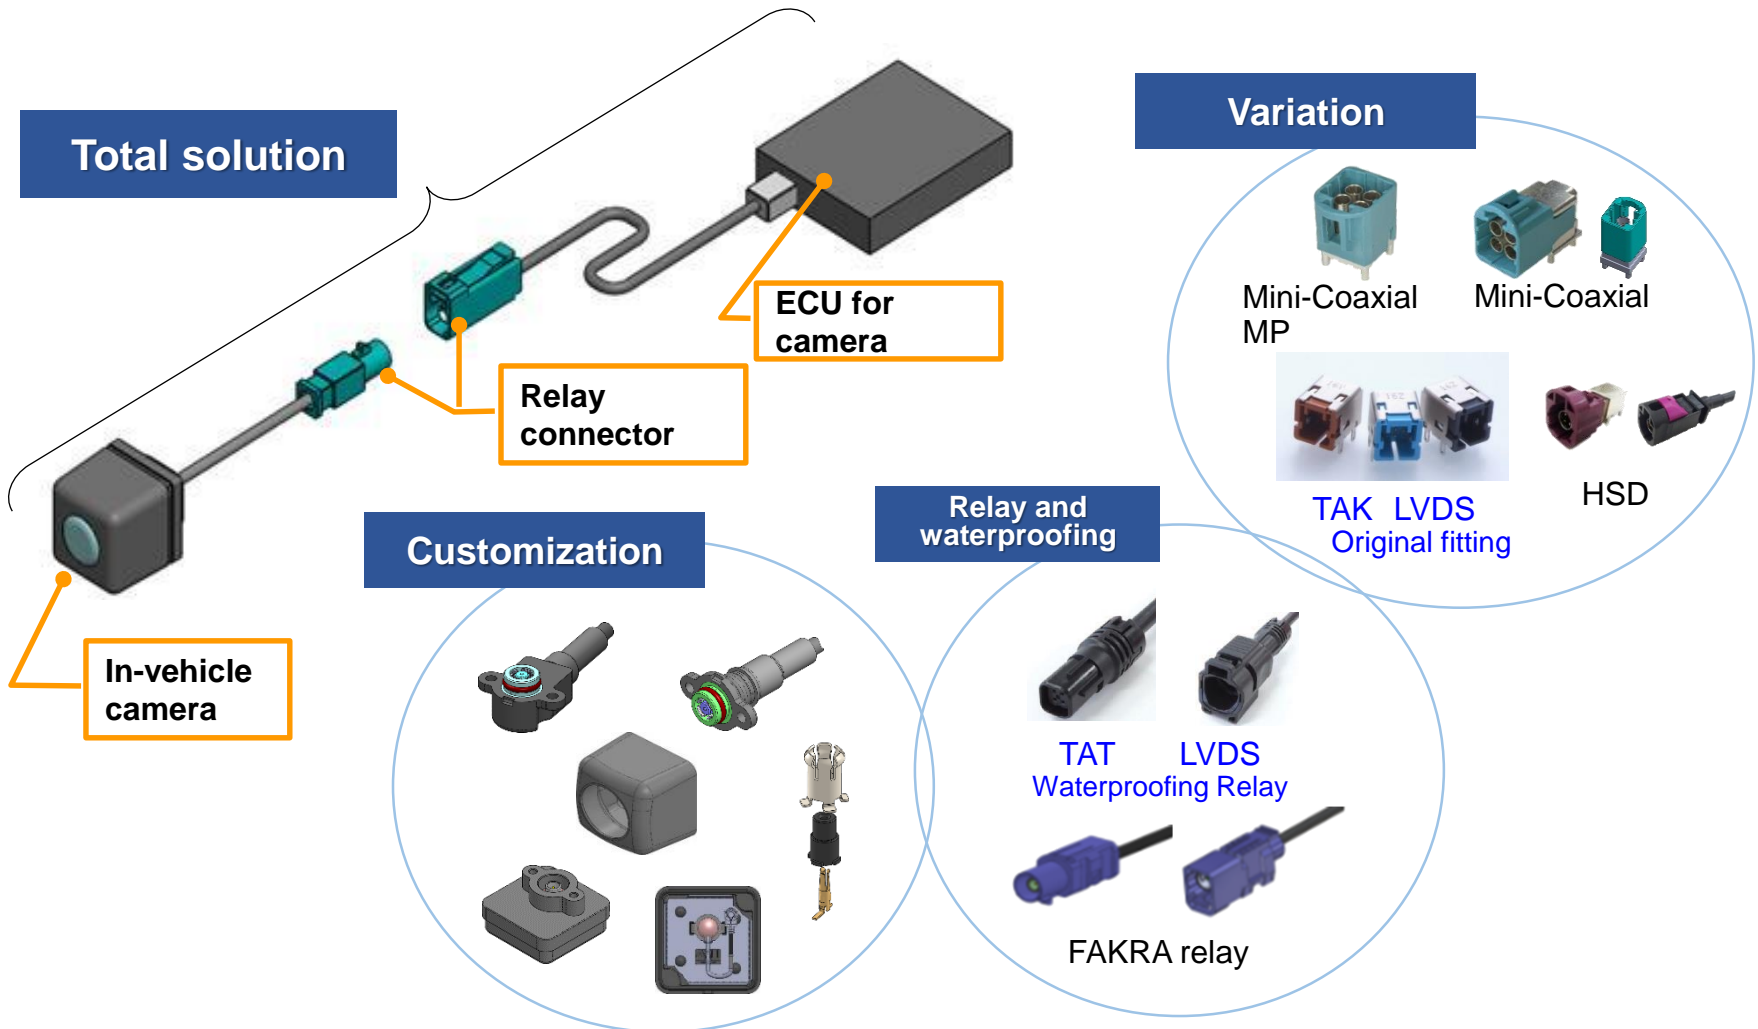 Total solution
Variation
ECU for
camera
Relay
connector
In-vehicle
camera
Mini-Coaxial
MP
Mini-Coaxial
TAK LVDS
Original fitting
HSD
Customization
Relay and
waterproofing
TAT LVDS
Waterproofing Relay
FAKRA relay